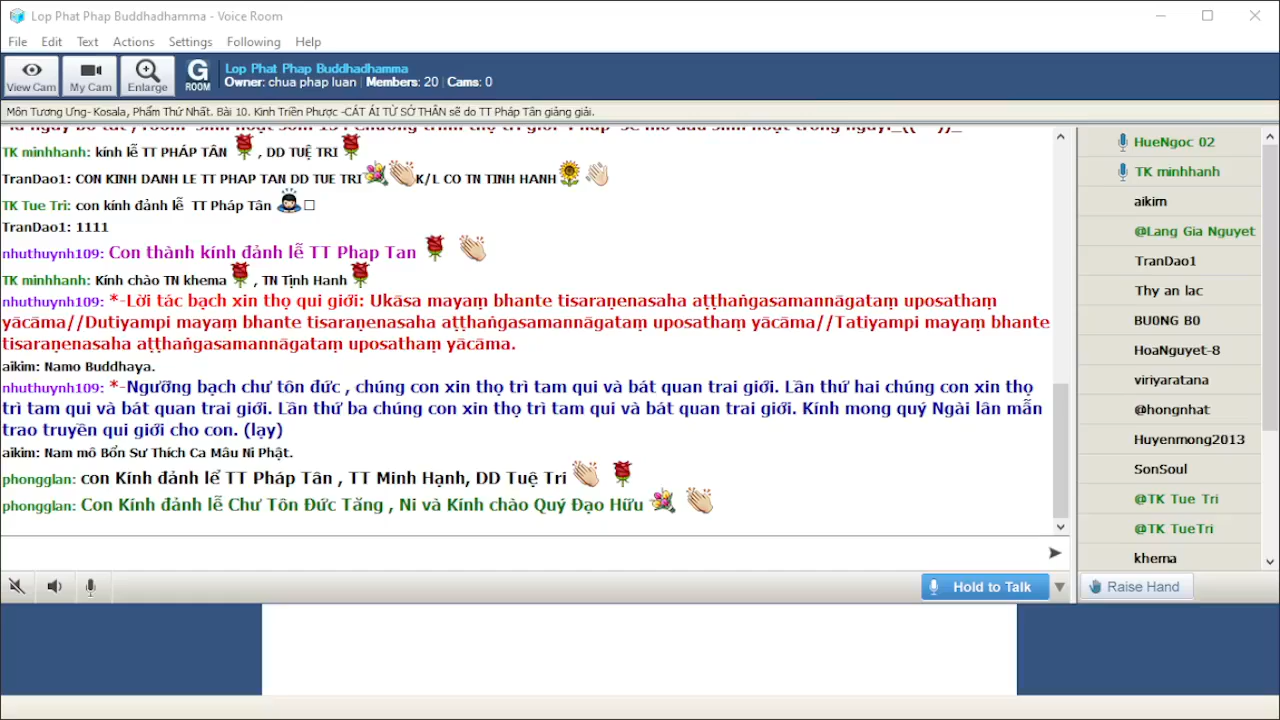 Lop Phat Phap Buddhadhamma - Voice Room
File Edit Text Actions Settings Following Help
View Cam
My Cam
Enlarge
G
ROOM
Lop Phat Phap Buddhadhamma
Owner: chua phap luan | Members: 20 | Cams: 0
Môn Tương Ưng- Kosala, Phẩm Thứ Nhất. Bài 10. Kinh Triền Phược -CẤT ÁI TỬ SỞ THÂN sẽ do TT Pháp Tân giảng giải.
TK minhhanh: kính lễ TT PHÁP TÂN , DD TUỆ TRI
TranDao1: CON KINH DANH LE TT PHAP TAN DD TUE TRI K/L CO TN TINH HANH
TK Tue Tri: con kính đảnh lễ TT Pháp Tân
TranDao1: 1111
nhuthuynh109: Con thành kính đảnh lễ TT Phap Tan
TK minhhanh: Kính chào TN khema , TN Tịnh Hanh
nhuthuynh109: *-Lời tác bạch xin thọ qui giới: Ukāsa mayaṃ bhante tisaraṇenasaha aṭṭhaṅgasamannāgataṃ uposathaṃ
yācāma//Dutiyampi mayaṃ bhante tisaraṇenasaha aṭṭhaṅgasamannāgataṃ uposathaṃ yācāma//Tatiyampi mayaṃ bhante
tisaraṇenasaha aṭṭhaṅgasamannāgataṃ uposathaṃ yācāma.
aikim: Namo Buddhaya.
nhuthuynh109: *-Ngưỡng bạch chư tôn đức , chúng con xin thọ trì tam qui và bát quan trai giới. Lần thứ hai chúng con xin thọ
trì tam qui và bát quan trai giới. Lần thứ ba chúng con xin thọ trì tam qui và bát quan trai giới. Kính mong quý Ngài lân mẫn
trao truyền qui giới cho con. (lạy)
aikim: Nam mô Bổn Sư Thích Ca Mâu Ni Phật.
phongglan: con Kính đảnh lể TT Pháp Tân , TT Minh Hạnh, DD Tuệ Tri
phongglan: Con Kính đảnh lễ Chư Tôn Đức Tăng , Ni và Kính chào Quý Đạo Hữu
HueNgoc 02
TK minhhanh
aikim
@Lang Gia Nguyet
TranDao1
Thy an lac
BU0NG B0
HoaNguyet-8
viriyaratana
@hongnhat
Huyenmong2013
SonSoul
@TK Tue Tri
@TK TueTri
khema
Hold to Talk
Raise Hand